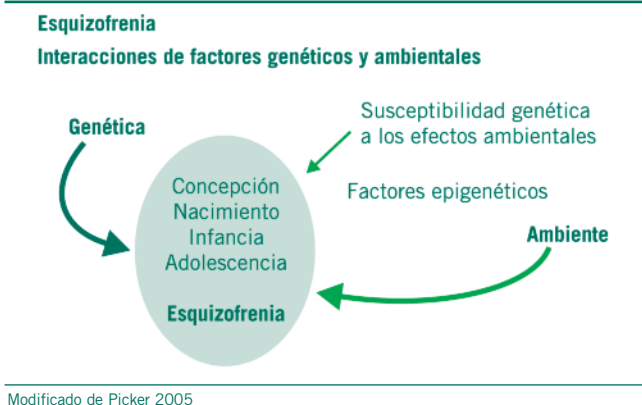 Esquizofrenia
Interacciones de factores genéticos y ambientales
Genética
Susceptibilidad genética
a los efectos ambientales
Factores epigenéticos
Ambiente
Concepción
Nacimiento
Infancia
Adolescencia
Esquizofrenia
Modificado de Picker 2005